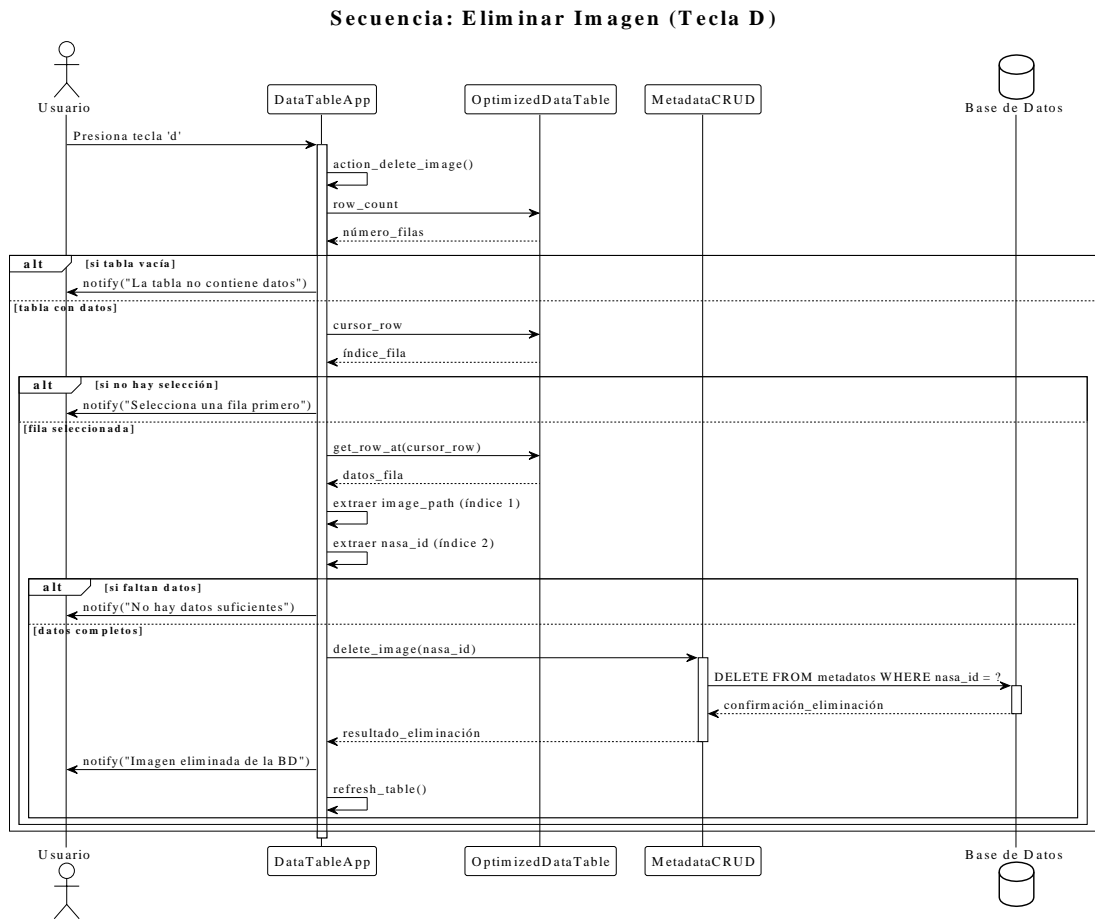 Secuencia: Eliminar Imagen (Tecla D)
Usuario
DataTableApp
OptimizedDataTable
MetadataCRUD
Base de Datos
Presiona tecla 'd'
action_delete_image()
row_count
número_filas
alt
[si tabla vacía]
notify("La tabla no contiene datos")
[tabla con datos]
cursor_row
índice_fila
alt
[si no hay selección]
notify("Selecciona una fila primero")
[fila seleccionada]
get_row_at(cursor_row)
datos_fila
extraer image_path (índice 1)
extraer nasa_id (índice 2)
alt
[si faltan datos]
notify("No hay datos suficientes")
[datos completos]
delete_image(nasa_id)
DELETE FROM metadatos WHERE nasa_id = ?
confirmación_eliminación
resultado_eliminación
notify("Imagen eliminada de la BD")
refresh_table()
Usuario
DataTableApp
OptimizedDataTable
MetadataCRUD
Base de Datos